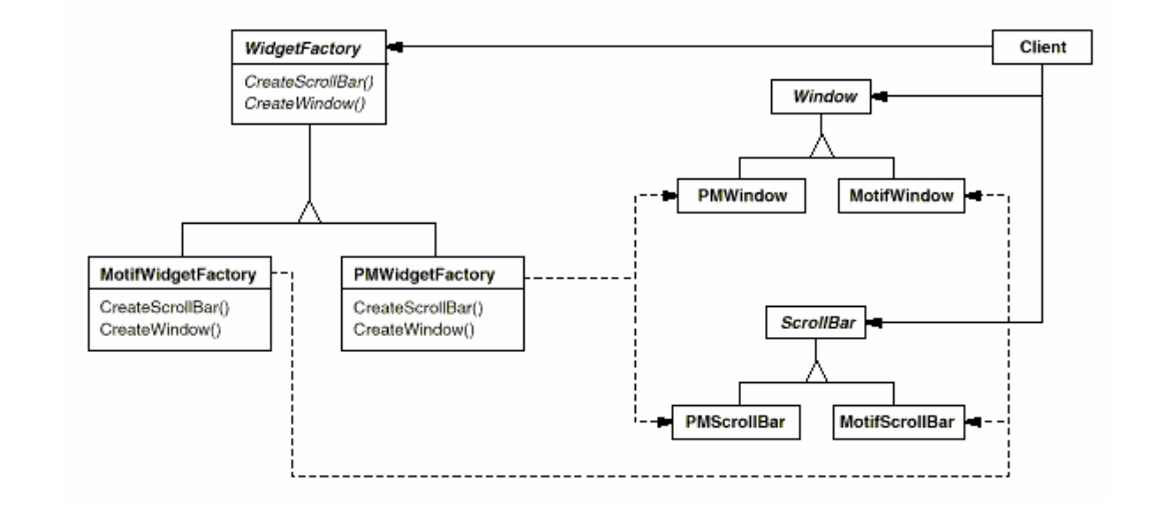 WidgetFactory
CreateScrollBar()
CreateWindow()
Client
Window
PMWindow
MotifWindow
MotifWidgetFactory
CreateScrollBar()
CreateWindow()
PMWidgetFactory
CreateScrollBar()
CreateWindow()
ScrollBar
PMScrollBar
MotifScrollBar